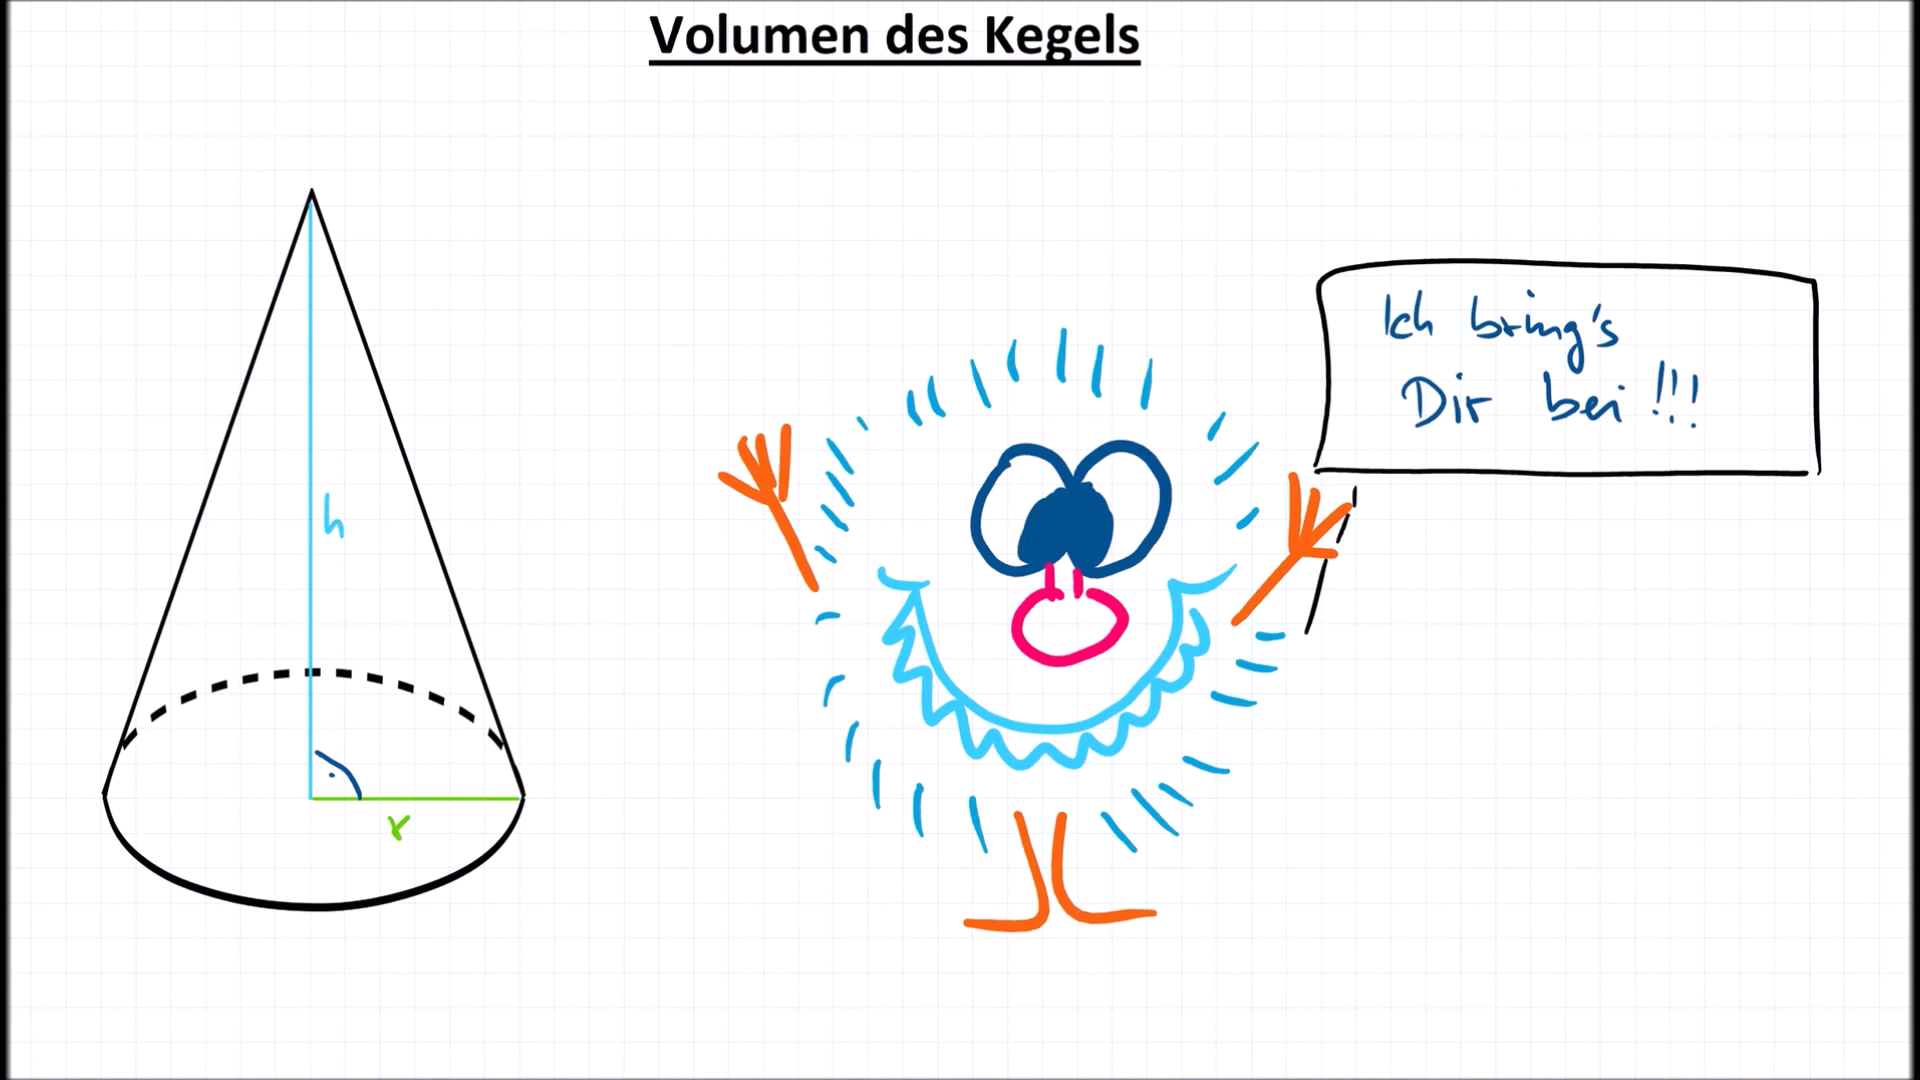 Volumen des Kegels
Ich bring's
Dir bei !!!
h
r